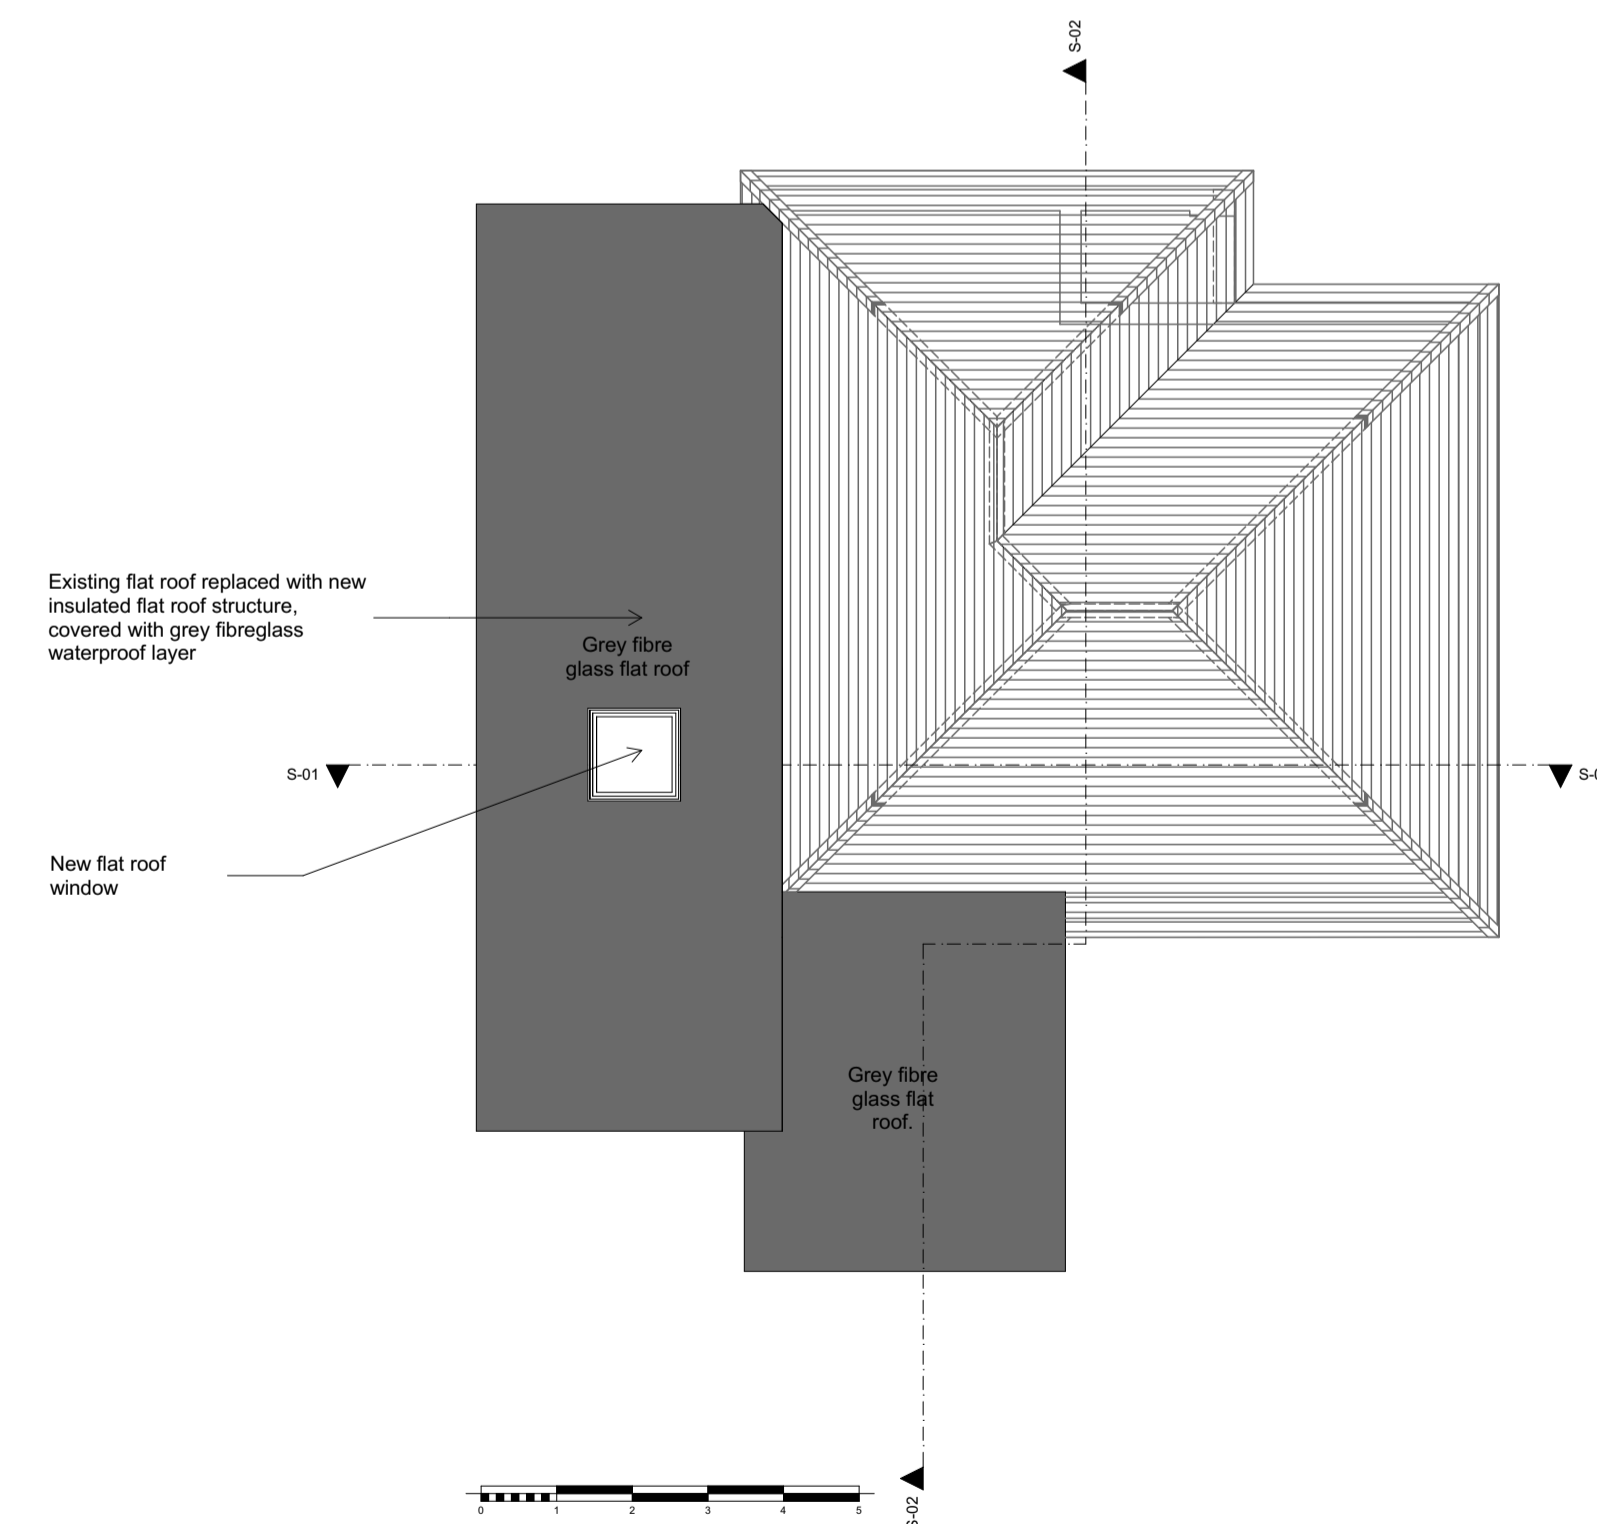 S-02
Existing flat roof replaced with new
insulated flat roof structure,
covered with grey fibreglass
waterproof layer
Grey fibre
glass flat roof
S-01
New flat roof
window
Grey fibre
glass flat
roof.
0 1 2 3 4 5
S-02